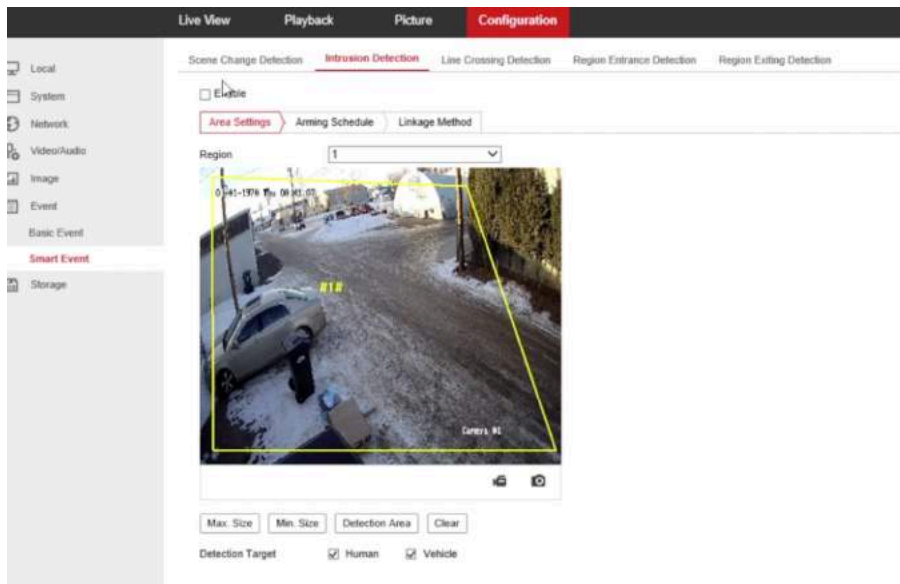 Live View Playback Picture Configuration
Local
System
Network
Video/Audio
Image
Event
Basic Event
Smart Event
Storage
Scene Change Detection Intrusion Detection Line Crossing Detection Region Entrance Detection Region Exiting Detection
Enable
Area Settings Arming Schedule Linkage Method
Region 1
#1#
Camera 01
Max. Size Min. Size Detection Area Clear
Detection Target Human Vehicle